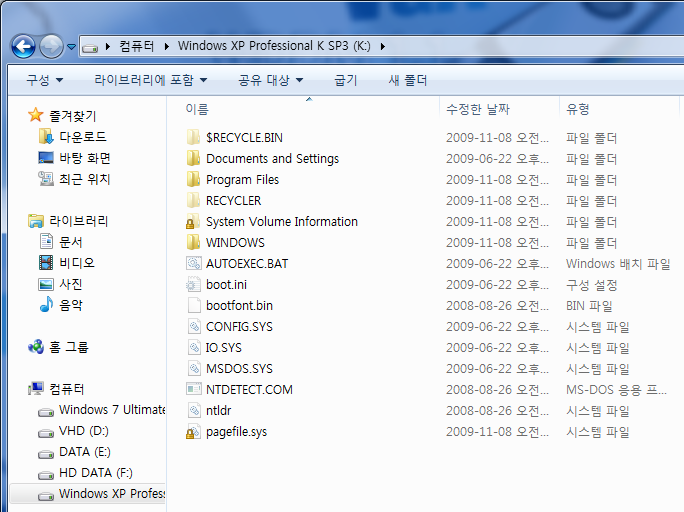 컴퓨터 Windows XP Professional K SP3 (K:)
구성 라이브러리에 포함 공유 대상 굽기 새 폴더
즐겨찾기
다운로드
바탕 화면
최근 위치
라이브러리
문서
비디오
사진
음악
홈 그룹
컴퓨터
Windows 7 Ultimate
VHD (D:)
DATA (E:)
HD DATA (F:)
Windows XP Profes
이름 수정한 날짜 유형
$RECYCLE.BIN 2009-11-08 오전... 파일 폴더
Documents and Settings 2009-06-22 오후... 파일 폴더
Program Files 2009-11-08 오전... 파일 폴더
RECYCLER 2009-11-08 오전... 파일 폴더
System Volume Information 2009-11-08 오전... 파일 폴더
WINDOWS 2009-11-08 오전... 파일 폴더
AUTOEXEC.BAT 2009-06-22 오후... Windows 배치 파일
boot.ini 2009-06-22 오후... 구성 설정
bootfont.bin 2008-08-26 오전... BIN 파일
CONFIG.SYS 2009-06-22 오후... 시스템 파일
IO.SYS 2009-06-22 오후... 시스템 파일
MSDOS.SYS 2009-06-22 오후... 시스템 파일
NTDETECT.COM 2008-08-26 오전... MS-DOS 응용 프...
ntldr 2008-08-26 오전... 시스템 파일
pagefile.sys 2009-11-08 오전... 시스템 파일